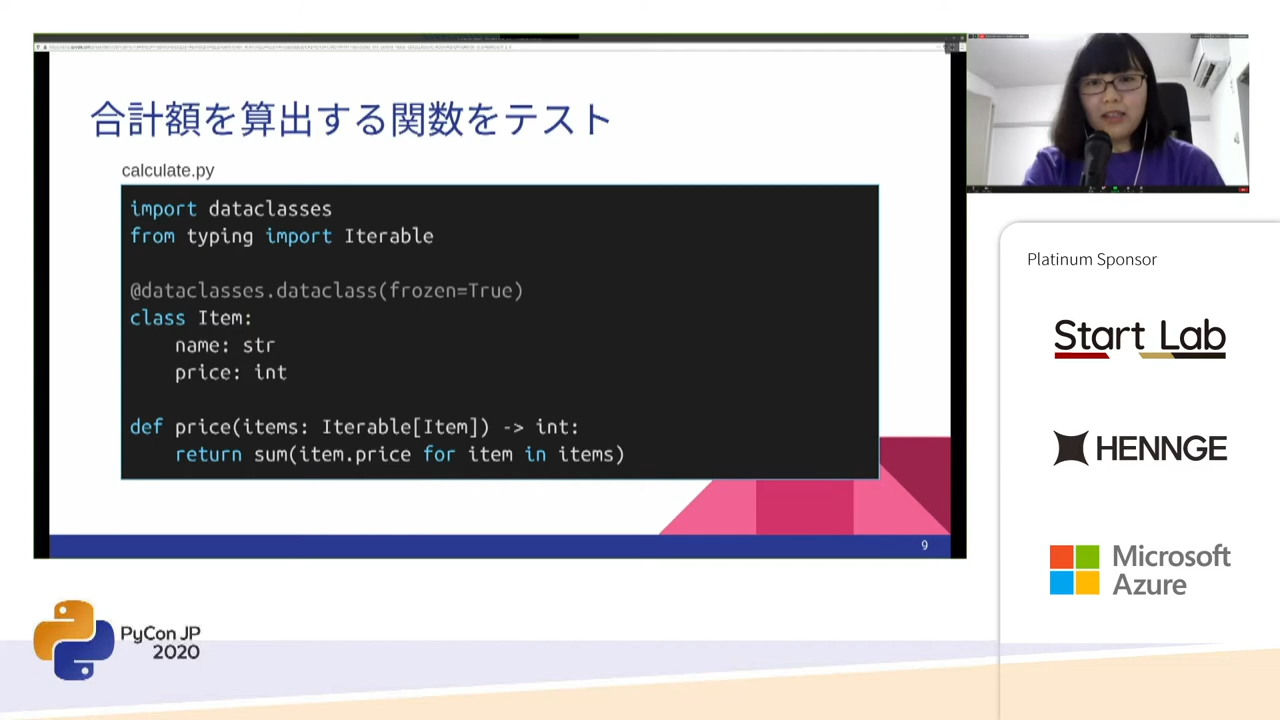 合計額を算出する関数をテスト
calculate.py
import dataclasses
from typing import Iterable
@dataclasses.dataclass(frozen=True)
class Item:
name: str
price: int
def price(items: Iterable[Item]) -> int:
return sum(item.price for item in items)
9
Platinum Sponsor
Start Lab
HENNGE
Microsoft
Azure
PyCon JP
2020